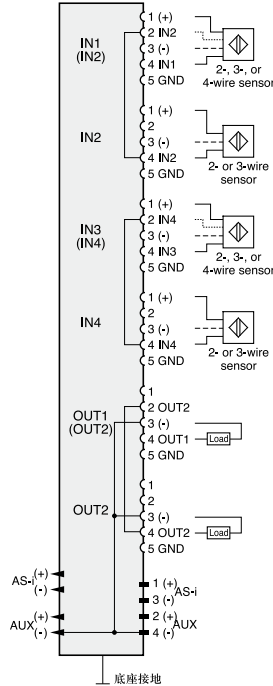 IN1
(IN2)
1 (+)
2 IN2
3 (-)
4 IN1
5 GND
2-, 3-, or
4-wire sensor
IN2
1 (+)
2
3 (-)
4 IN2
5 GND
2- or 3-wire
sensor
IN3
(IN4)
1 (+)
2 IN4
3 (-)
4 IN3
5 GND
2-, 3-, or
4-wire sensor
IN4
1 (+)
2
3 (-)
4 IN4
5 GND
2- or 3-wire
sensor
OUT1
(OUT2)
1
2 OUT2
3 (-)
4 OUT1
5 GND
Load
OUT2
1
2
3 (-)
4 OUT2
5 GND
Load
AS-i (+)
(-)
AUX (+)
(-)
1 (+)
AS-i
3 (-)
2 (+)
AUX
4 (-)
底座接地